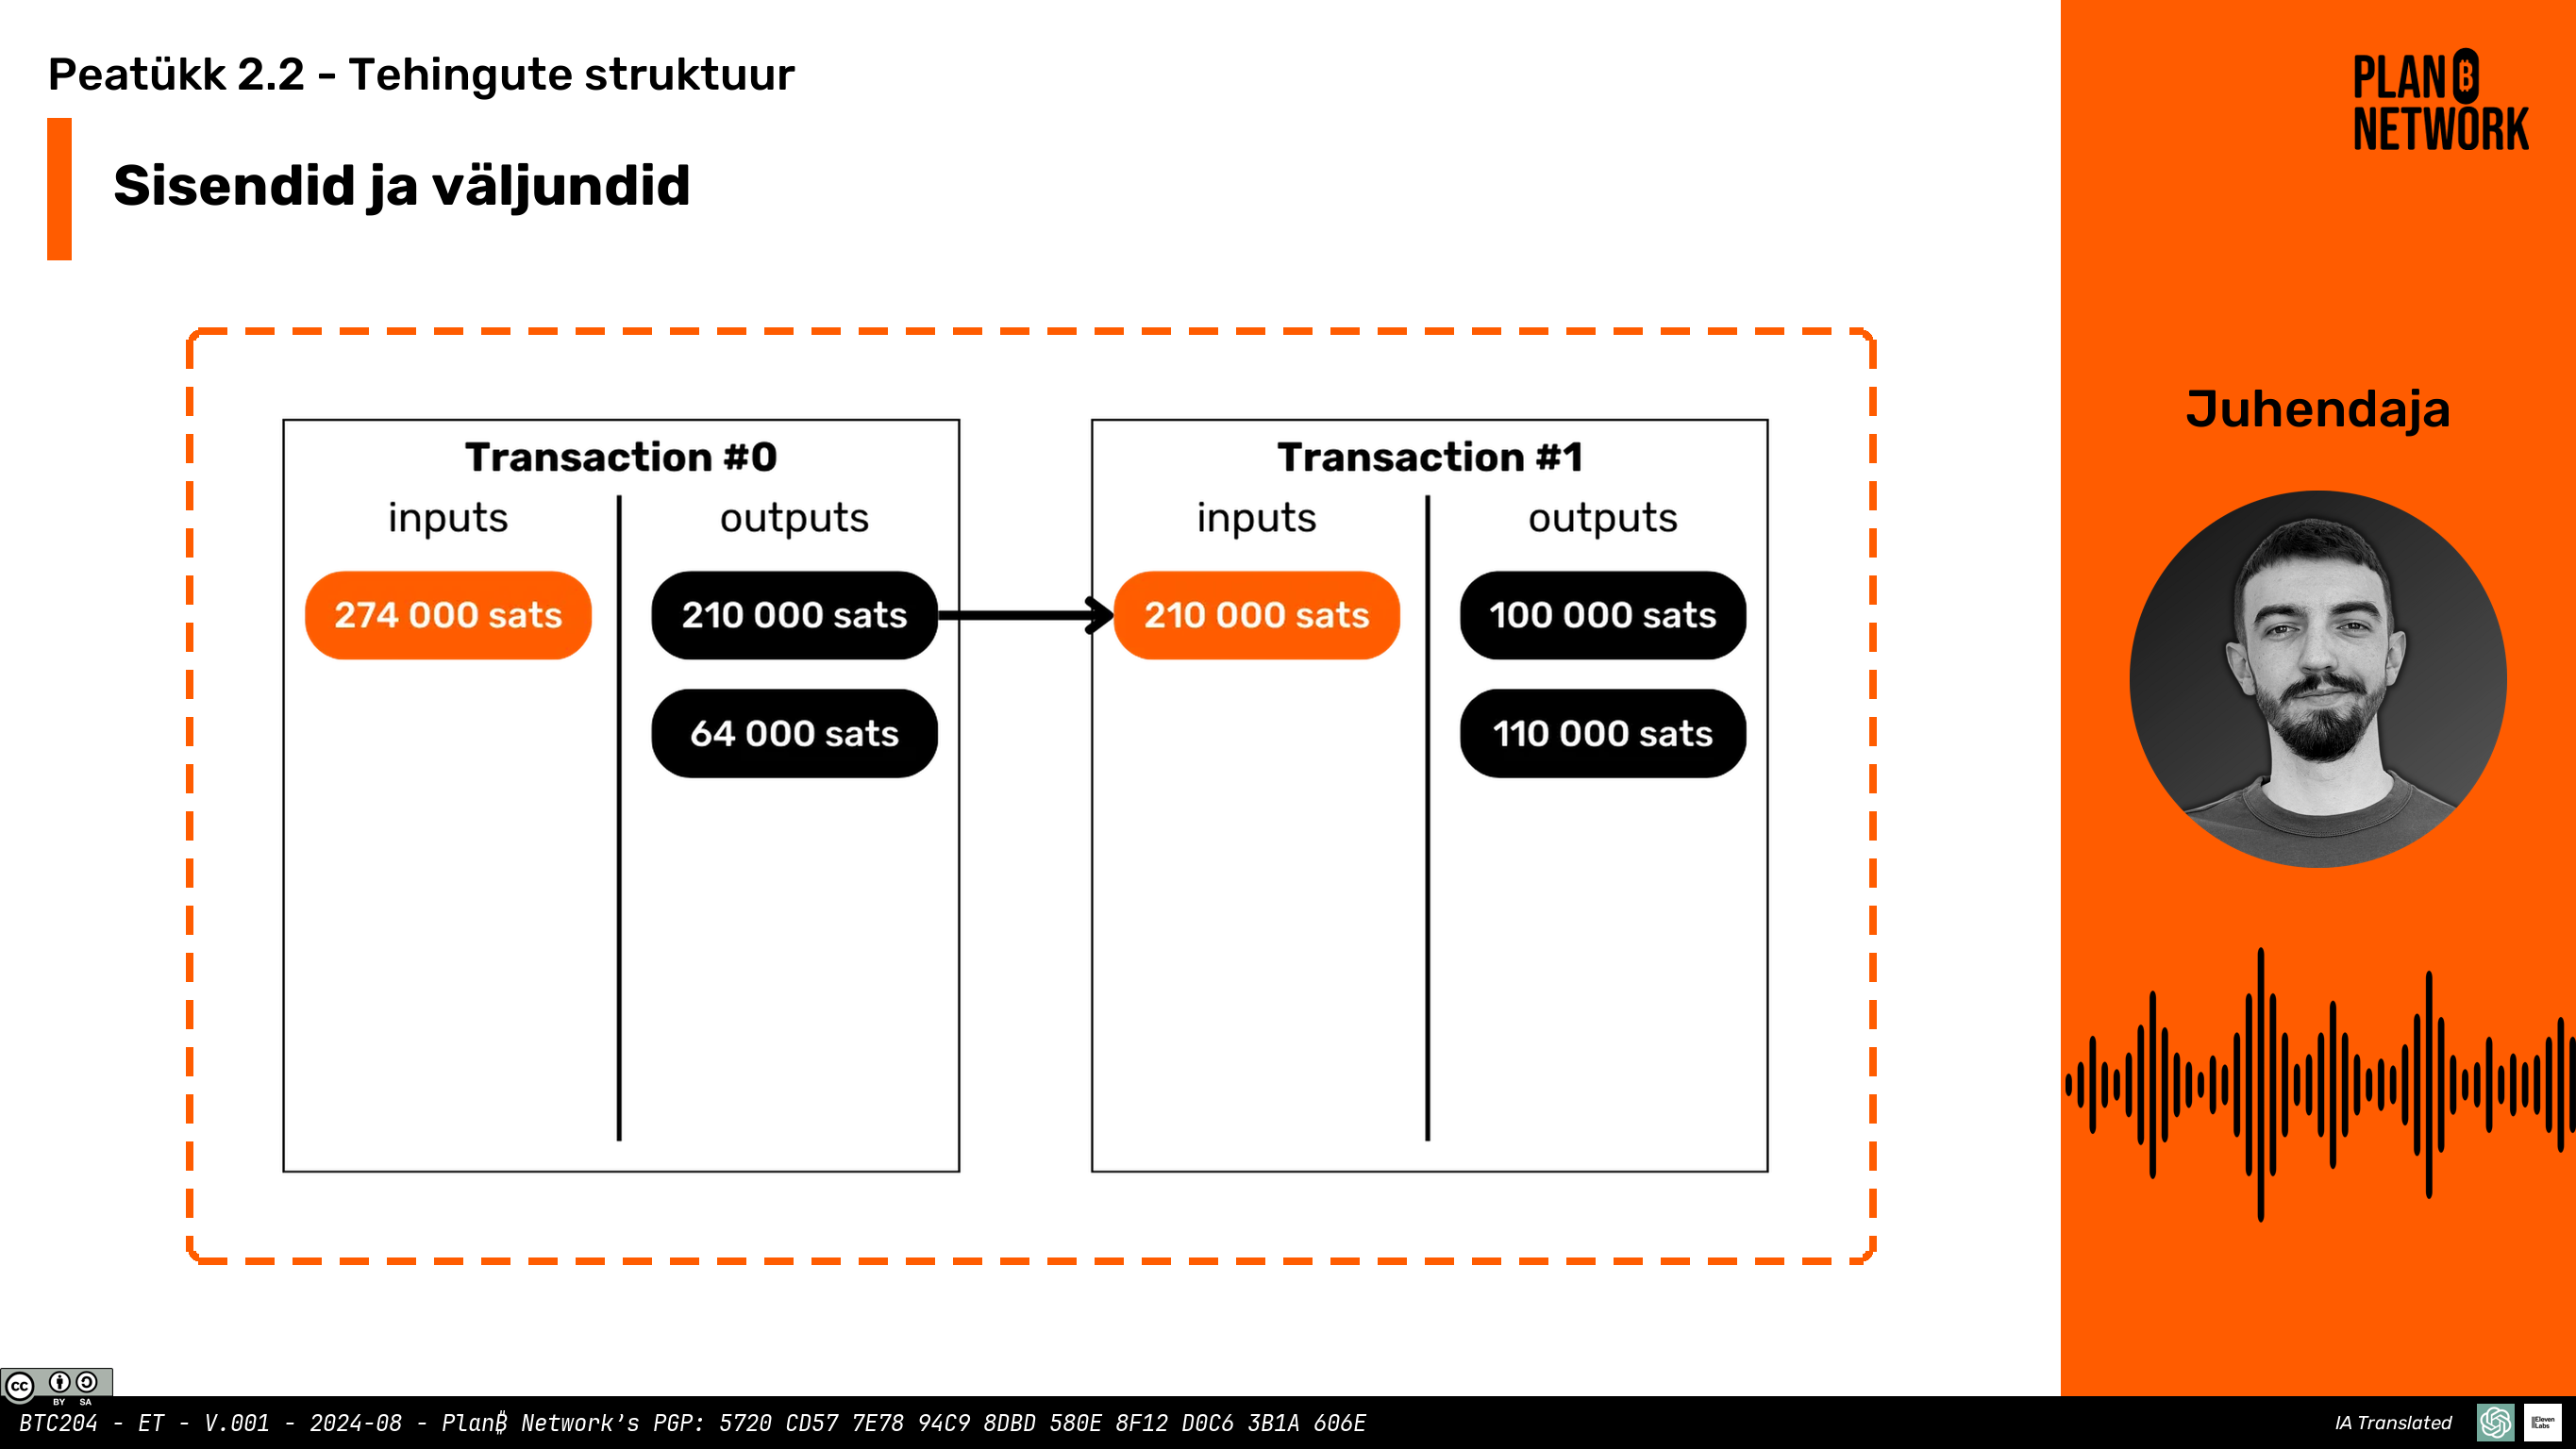 Peatükk 2.2 - Tehingute struktuur
Sisendid ja väljundid
PLAN ₿
NETWORK
Juhendaja
Transaction #0
inputs
outputs
274 000 sats
210 000 sats
64 000 sats
Transaction #1
inputs
outputs
210 000 sats
100 000 sats
110 000 sats
cc
BY SA
BTC204 - ET - V.001 - 2024-08 - Plan₿ Network’s PGP: 5720 CD57 7E78 94C9 8DBD 580E 8F12 D0C6 3B1A 606E
IA Translated
IIElevenLabs